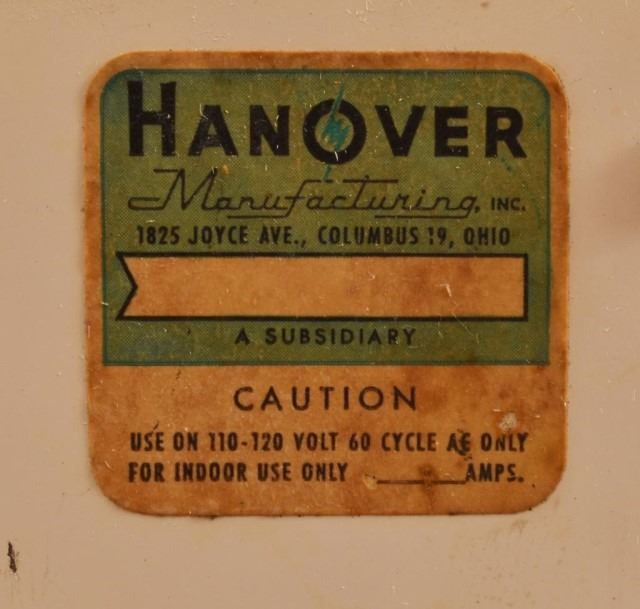 HANOVER
Manufacturing, INC.
1825 JOYCE AVE., COLUMBUS 19, OHIO
A SUBSIDIARY
CAUTION
USE ON 110-120 VOLT 60 CYCLE AC ONLY
FOR INDOOR USE ONLY ________AMPS.